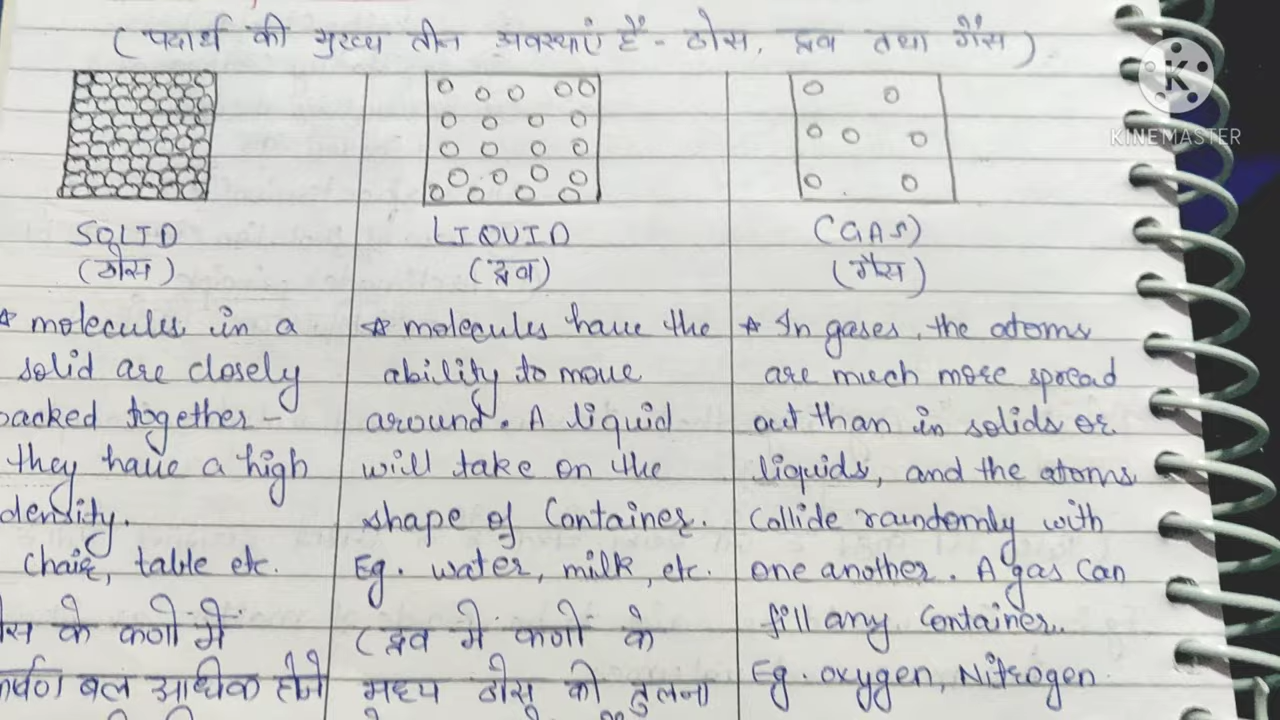 (पदार्थ की मुख्य तीन अवस्थाएं हैं - ठोस, द्रव तथा गैस)
KINEMASTER
SOLID
(ठोस)
* molecules in a
solid are closely
packed together -
they have a high
density.
Chair, table etc.
के कणों में
बल अधिक होने
LIQUID
(द्रव)
* molecules have the
ability to move
around. A liquid
will take on the
shape of Container.
Eg. water, milk, etc.
(द्रव में कणों के
मध्य ठोस की तुलना
(GAS)
(गैस)
* In gases, the atoms
are much more spread
out than in solids or
liquids, and the atoms
Collide randomly with
one another. A gas Can
fill any Container.
Eg. oxygen, Nitrogen.